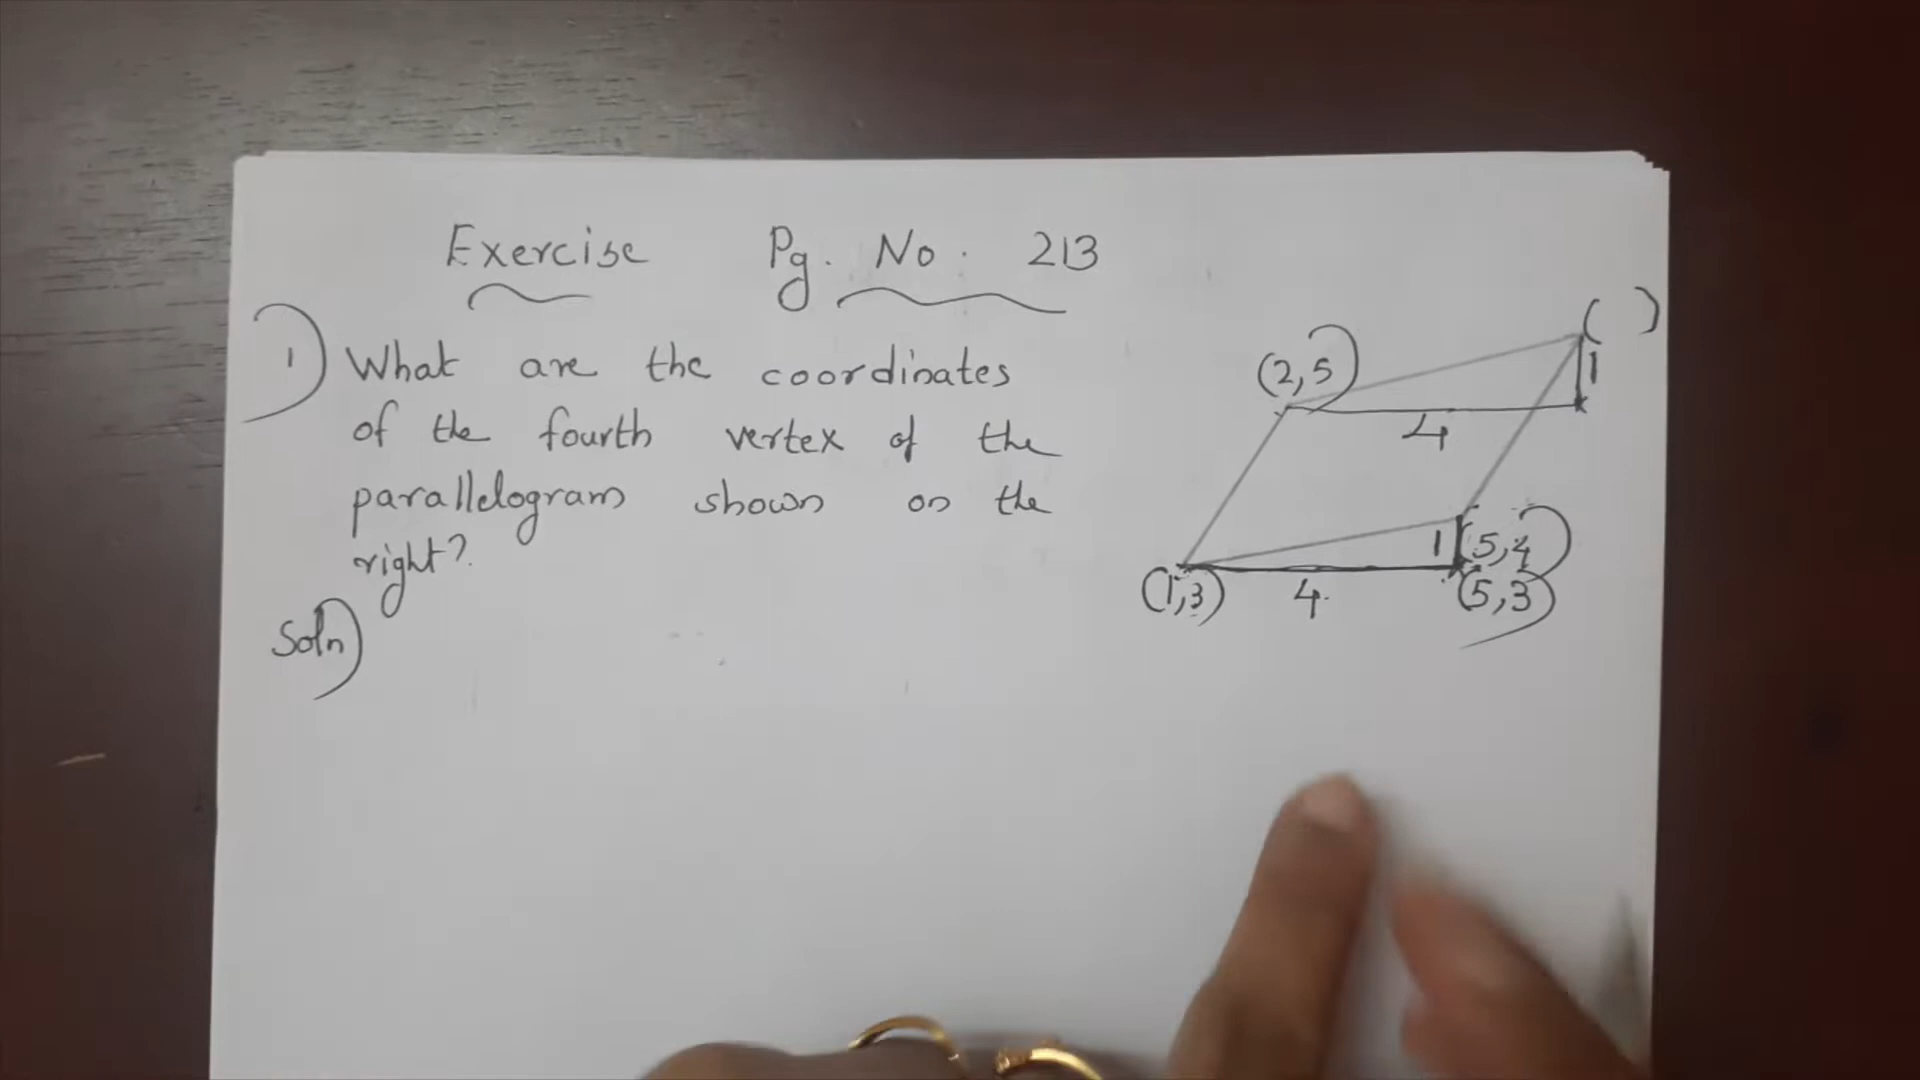 Exercise Pg. No. 213
1) What are the coordinates
of the fourth vertex of the
parallelogram shown on the
right?
Soln)
( )
(2,5)
1
4
1 (5,4)
(1,3) 4. (5,3)